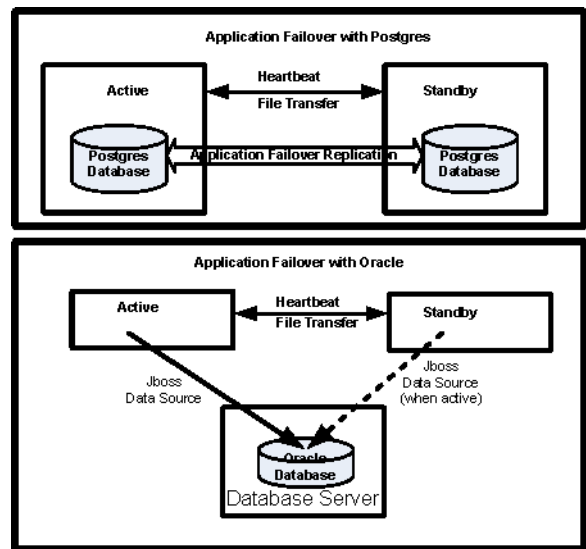 Application Failover with Postgres
Active
Heartbeat
File Transfer
Standby
Postgres
Database
Application Failover Replication
Postgres
Database
Application Failover with Oracle
Active
Heartbeat
File Transfer
Standby
Jboss
Data Source
Jboss
Data Source
(when active)
Oracle
Database
Database Server